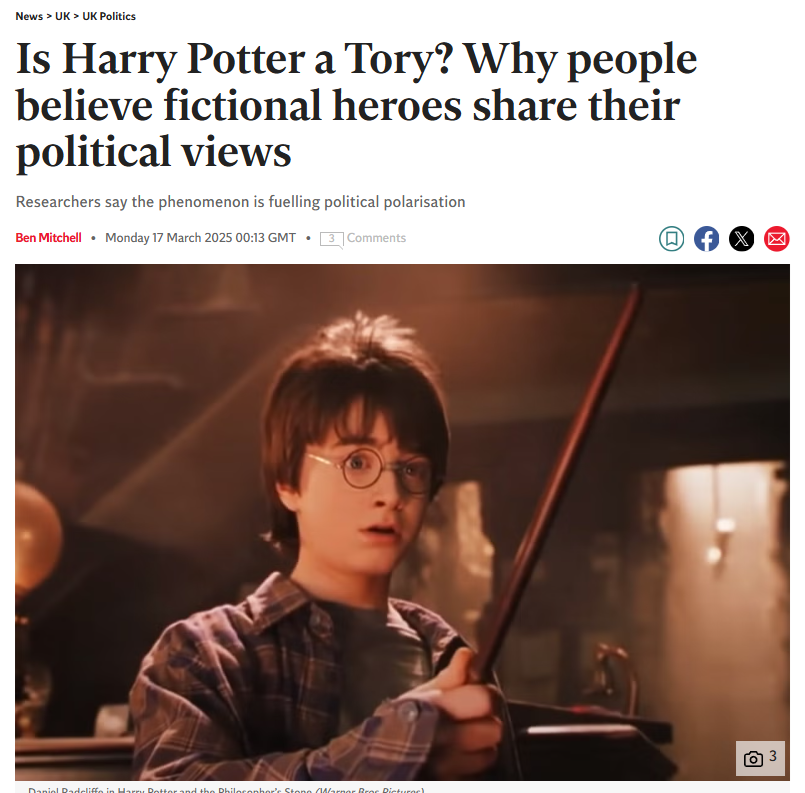 News > UK > UK Politics
Is Harry Potter a Tory? Why people
believe fictional heroes share their
political views
Researchers say the phenomenon is fuelling political polarisation
Ben Mitchell • Monday 17 March 2025 00:13 GMT • 3 Comments
3
Daniel Radcliffe in Harry Potter and the Philosopher's Stone (Warner Bros Pictures)